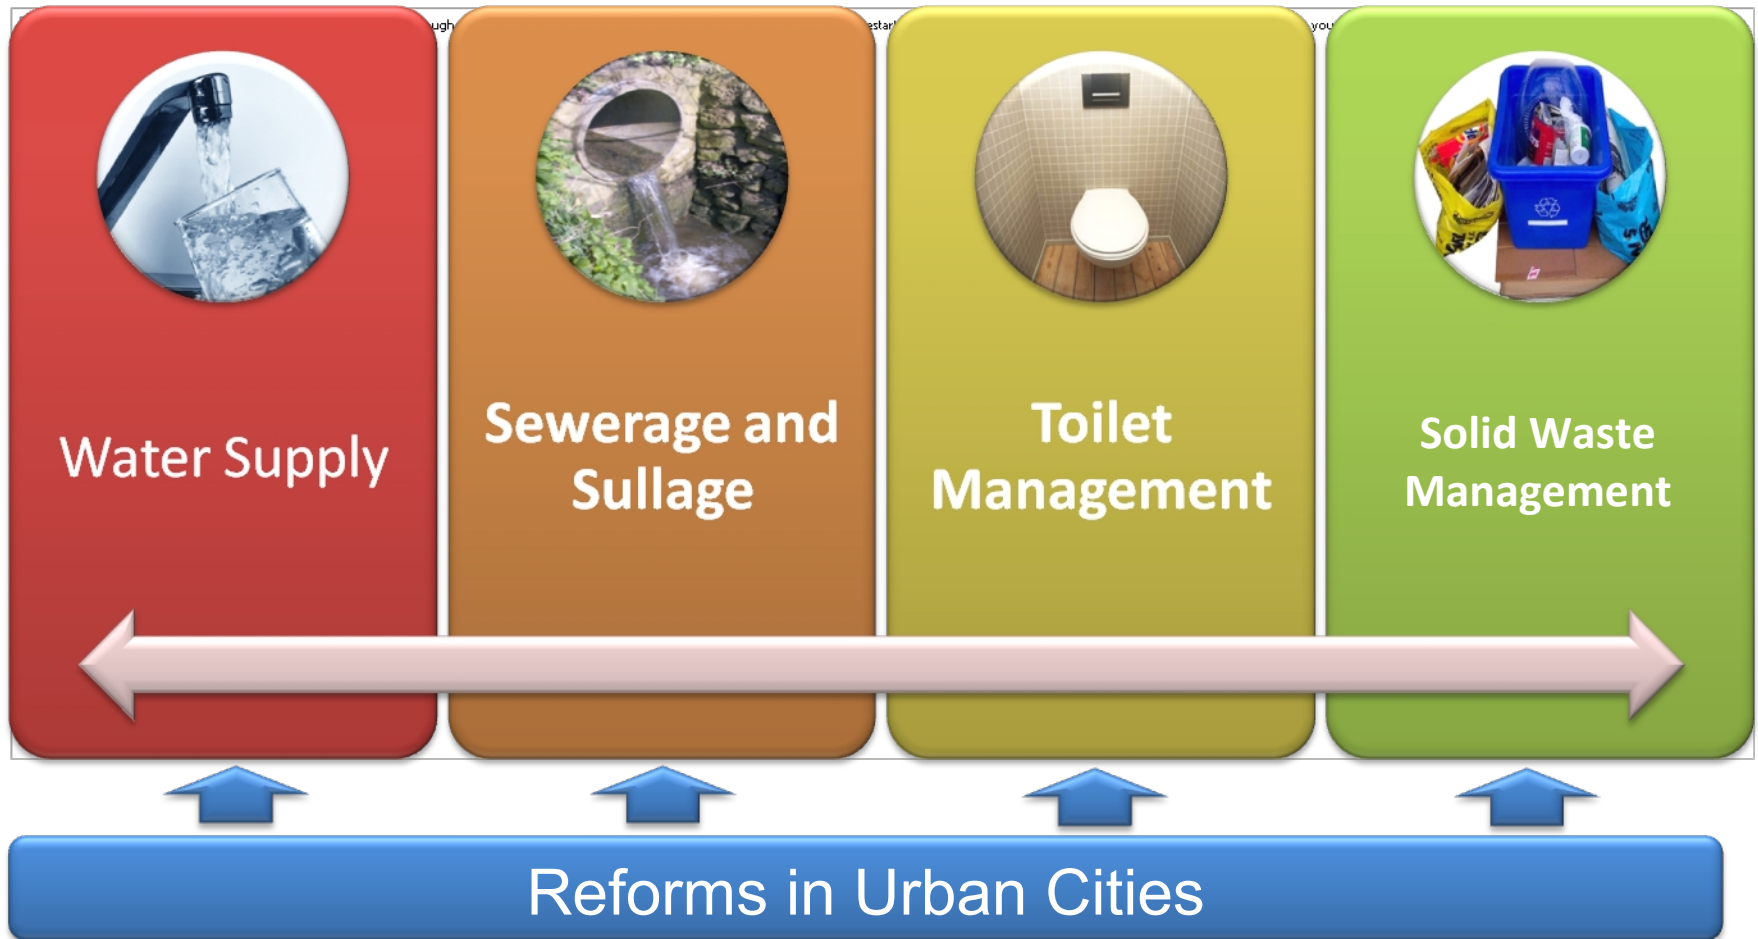 Water Supply
Sewerage and
Sullage
Toilet
Management
Solid Waste
Management
Reforms in Urban Cities